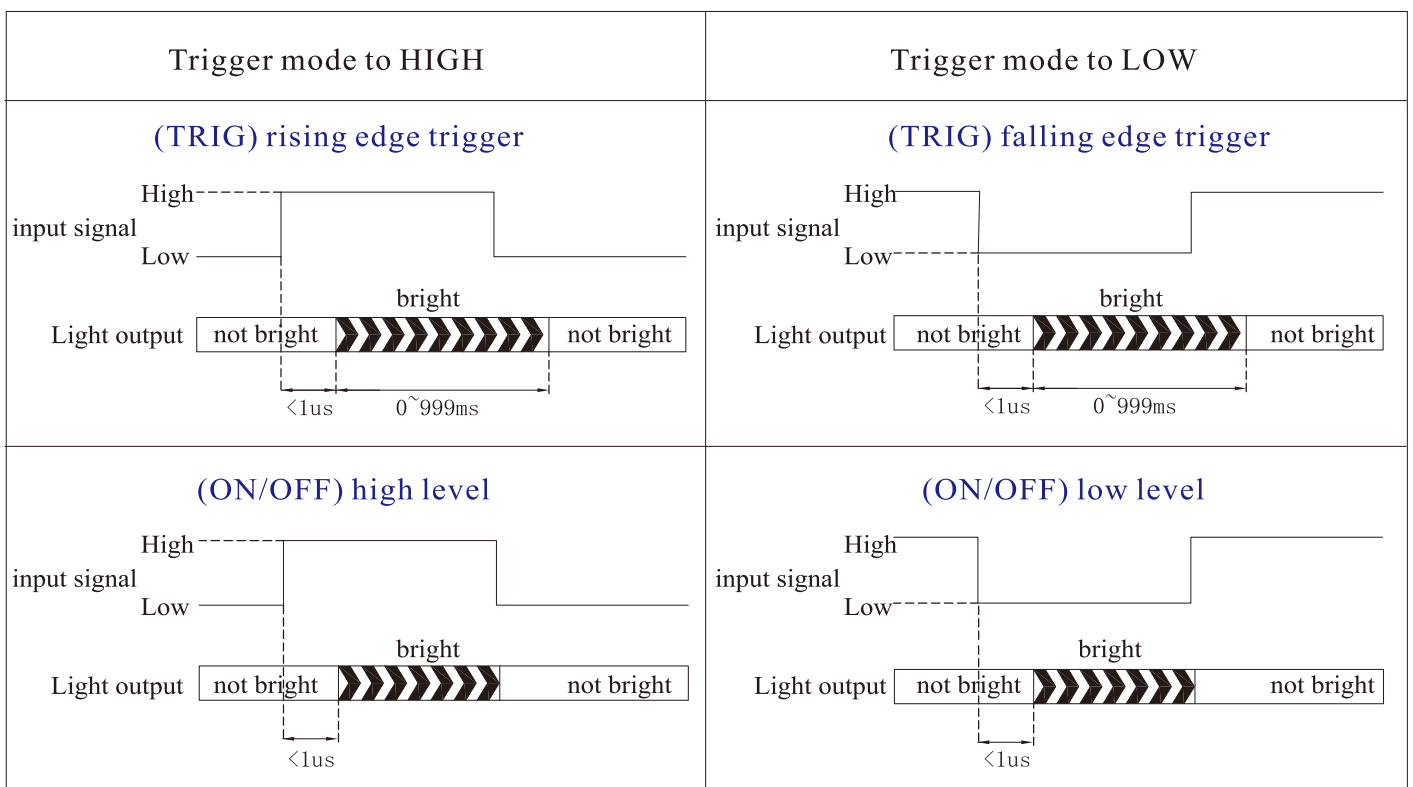 Trigger mode to HIGH
Trigger mode to LOW
(TRIG) rising edge trigger
High
input signal
Low
bright
Light output
not bright
not bright
<1us
0~999ms
(TRIG) falling edge trigger
High
input signal
Low
bright
Light output
not bright
not bright
<1us
0~999ms
(ON/OFF) high level
High
input signal
Low
bright
Light output
not bright
not bright
<1us
(ON/OFF) low level
High
input signal
Low
bright
Light output
not bright
not bright
<1us